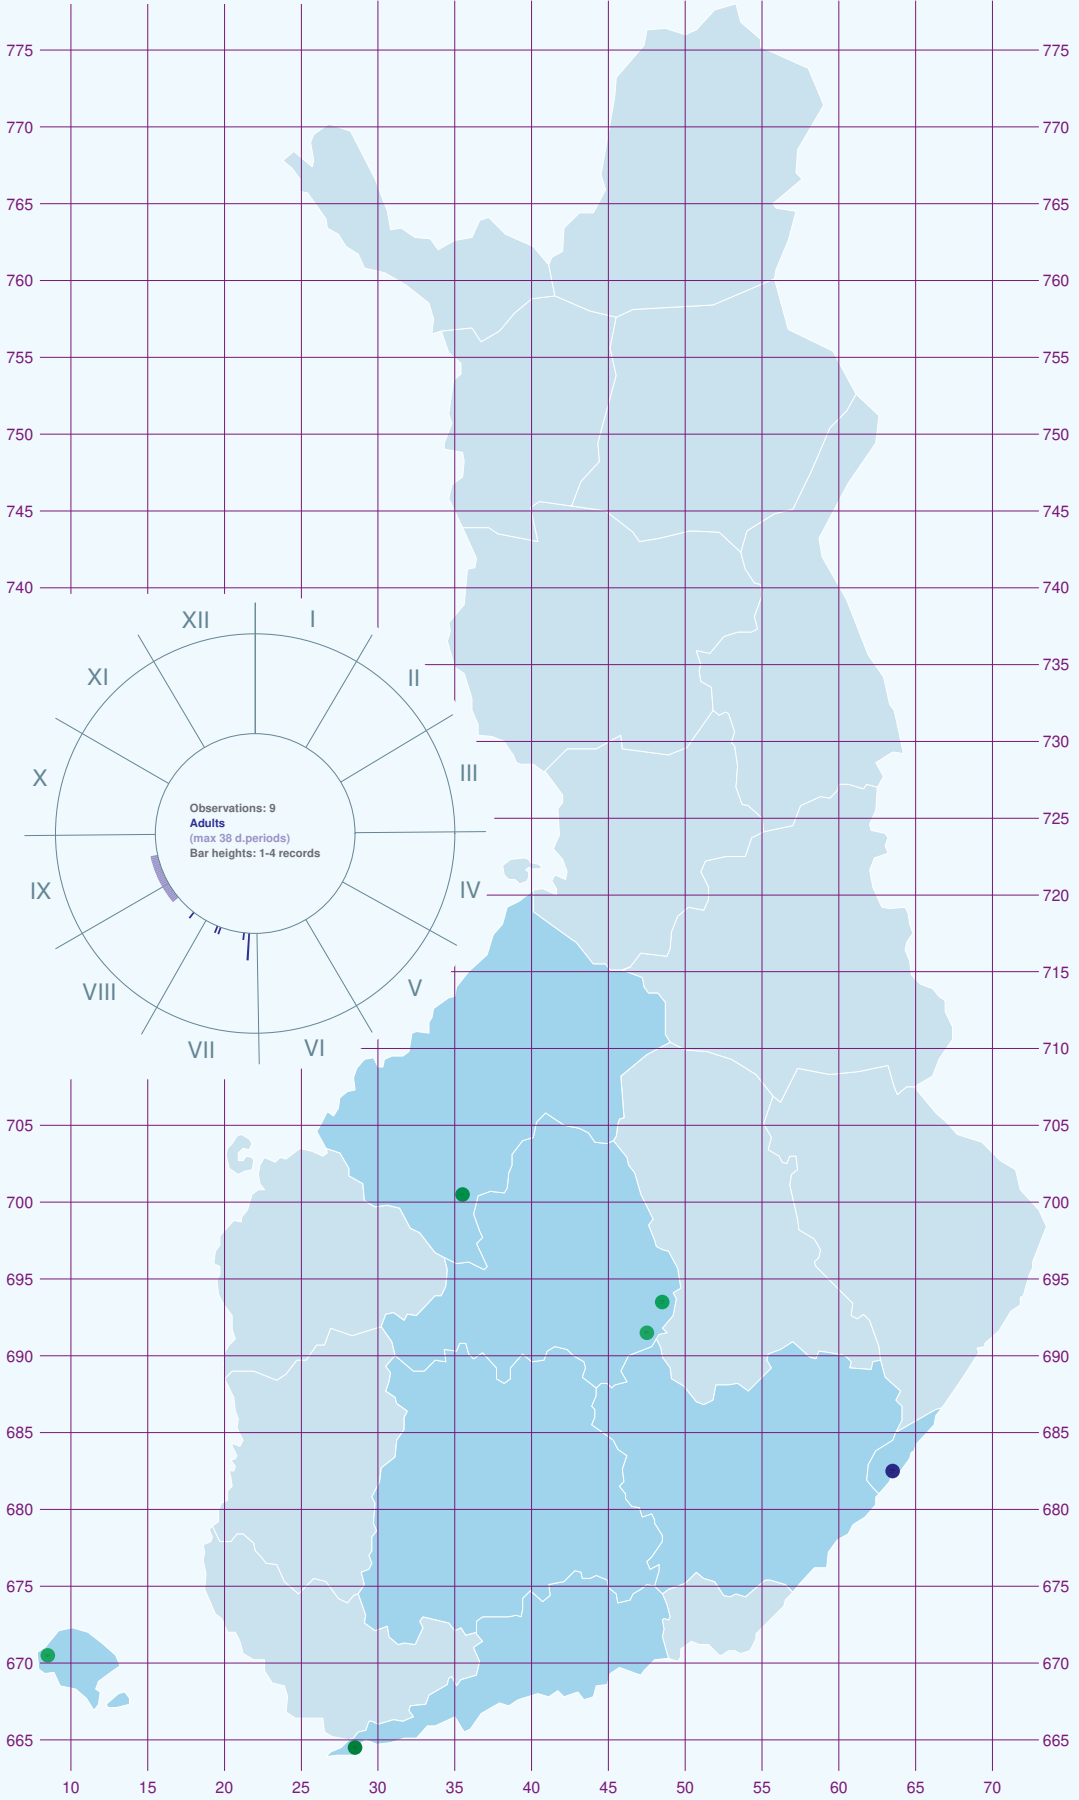 775 775
770 770
765 765
760 760
755 755
750 750
745 745
740 740
XII I
XI II
735
730 730
X III
Observations: 9
Adults
(max 38 d.periods)
Bar heights: 1-4 records
725
IX IV
720
VIII V
715
VII VI
710
705 705
700 700
695 695
690 690
685 685
680 680
675 675
670 670
665 665
10 15 20 25 30 35 40 45 50 55 60 65 70